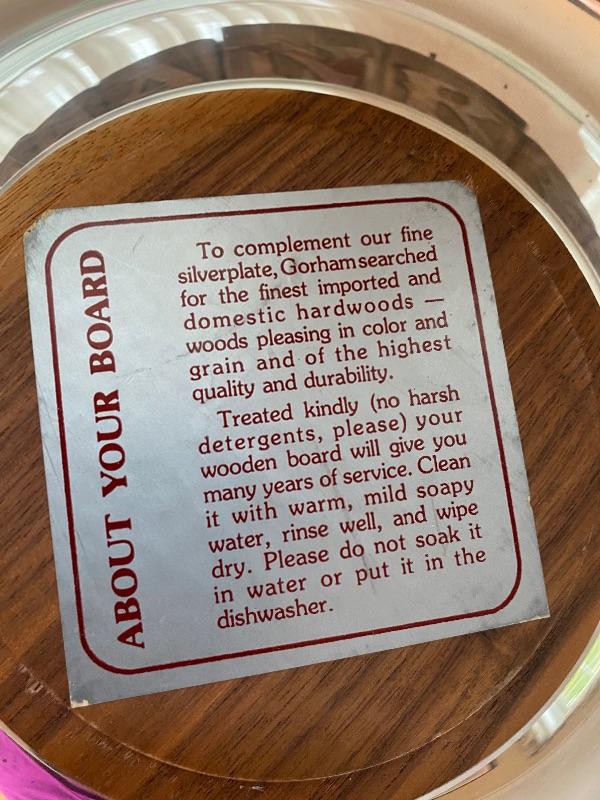 ABOUT YOUR BOARD
To complement our fine
silverplate, Gorham searched
for the finest imported and
domestic hardwoods —
woods pleasing in color and
grain and of the highest
quality and durability.
Treated kindly (no harsh
detergents, please) your
wooden board will give you
many years of service. Clean
it with warm, mild soapy
water, rinse well, and wipe
dry. Please do not soak it
in water or put it in the
dishwasher.